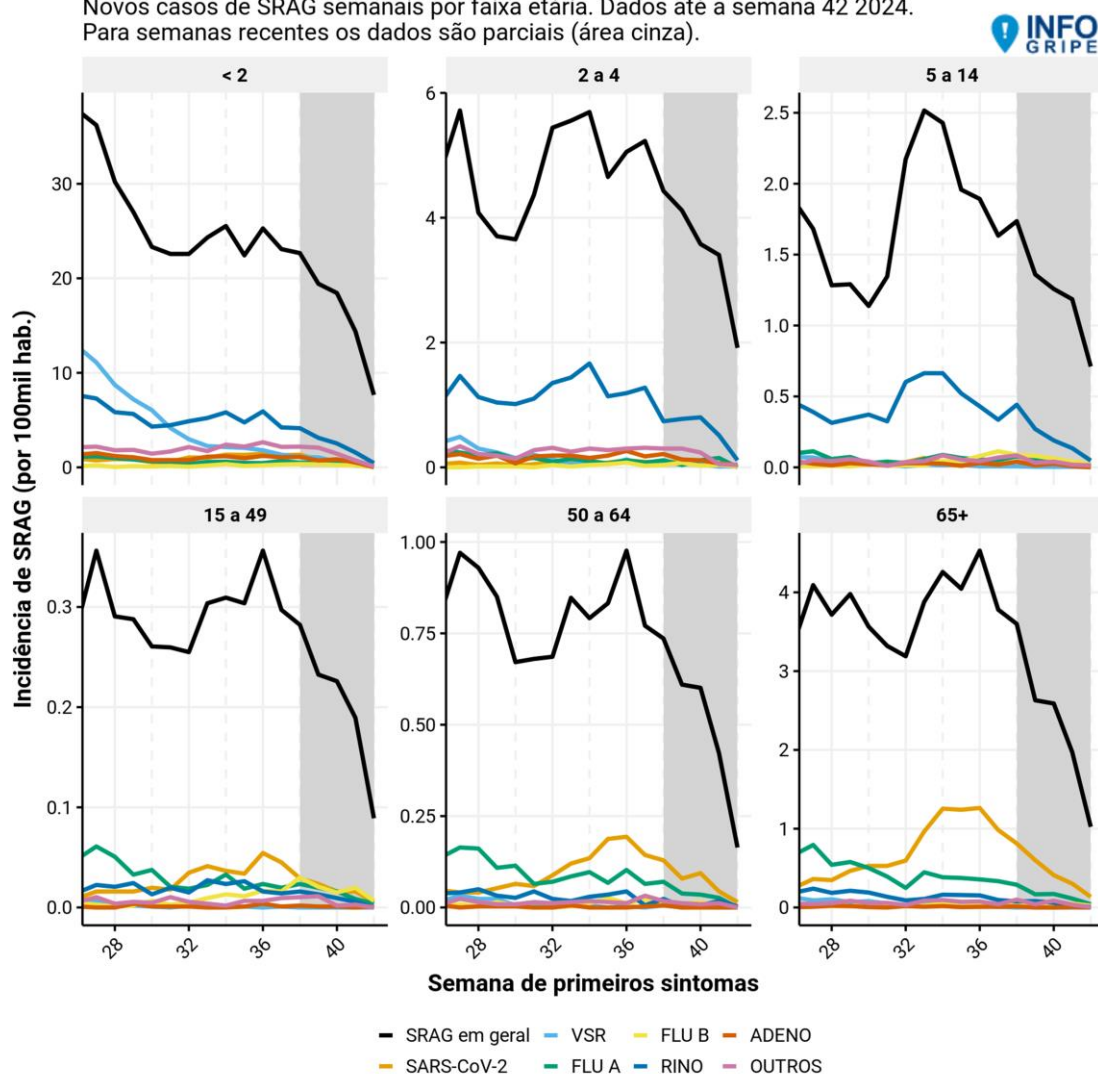 Novos casos de SRAG semanais por faixa etária. Dados até a semana 42 2024.
Para semanas recentes os dados são parciais (área cinza).
INFO
GRIPE
< 2
2 a 4
5 a 14
30
20
10
0
6
4
2
0
2.5
2.0
1.5
1.0
0.5
0.0
Incidência de SRAG (por 100mil hab.)
15 a 49
50 a 64
65+
0.3
0.2
0.1
0.0
1.00
0.75
0.50
0.25
0.00
4
3
2
1
0
28 32 36 40
28 32 36 40
28 32 36 40
Semana de primeiros sintomas
SRAG em geral VSR FLU B ADENO
SARS-CoV-2 FLU A RINO OUTROS